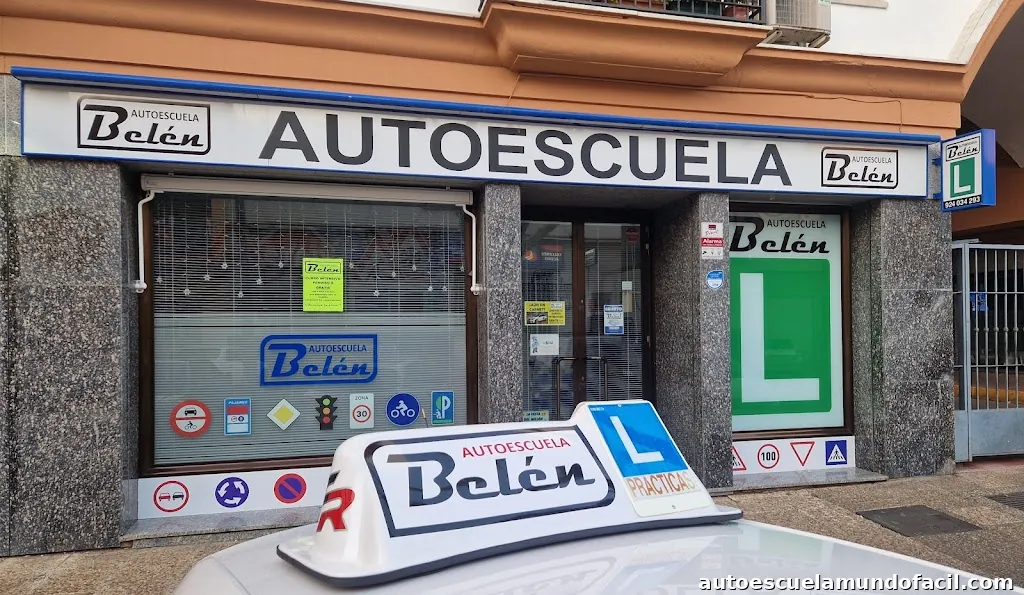 AUTOESCUELA
Belén
AUTOESCUELA
AUTOESCUELA
Belén
Belén
L
924 034 293
Belén
AUTOESCUELA
Belén
L
Alarma
AUTOESCUELA
Belén
ZONA
30
P
100
AUTOESCUELA
Belén
L
PRACTICAS
autoescuelamundofacil.com